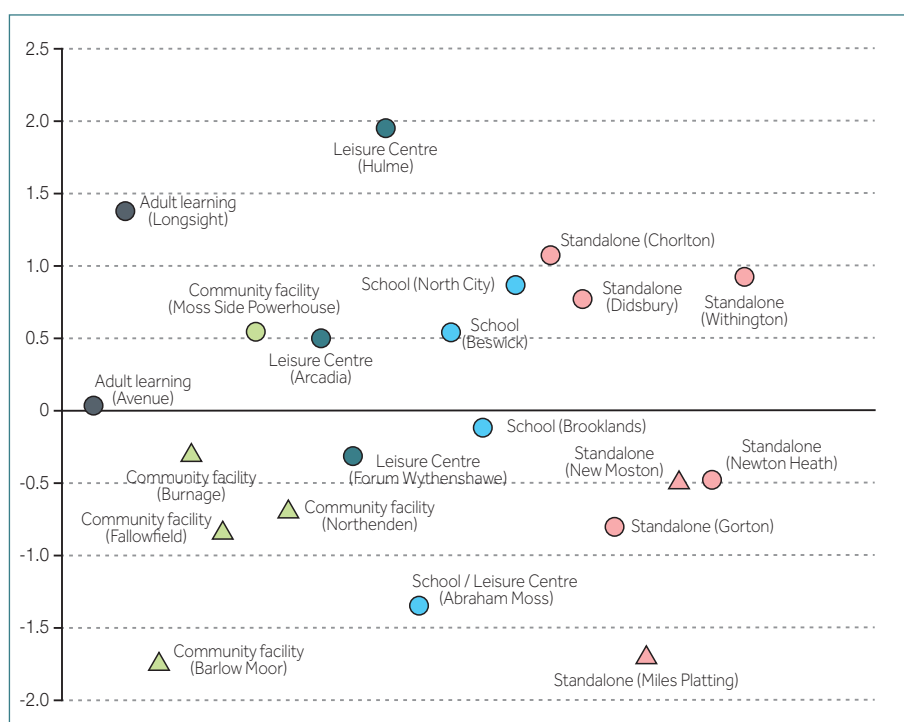 2.5
2.0
Leisure Centre
(Hulme)
1.5
Adult learning
(Longsight)
1.0
Standalone (Chorlton)
School (North City)
Community facility
(Moss Side Powerhouse)
Standalone
(Didsbury)
Standalone
(Withington)
0.5
School
(Beswick)
Leisure Centre
(Arcadia)
Adult learning
(Avenue)
0
School (Brooklands)
Standalone
(New Moston)
Standalone
(Newton Heath)
Leisure Centre
(Forum Wythenshawe)
Community facility
(Burnage)
-0.5
Community facility
(Northenden)
Community facility
(Fallowfield)
Standalone (Gorton)
-1.0
School / Leisure Centre
(Abraham Moss)
-1.5
Community facility
(Barlow Moor)
Standalone (Miles Platting)
-2.0